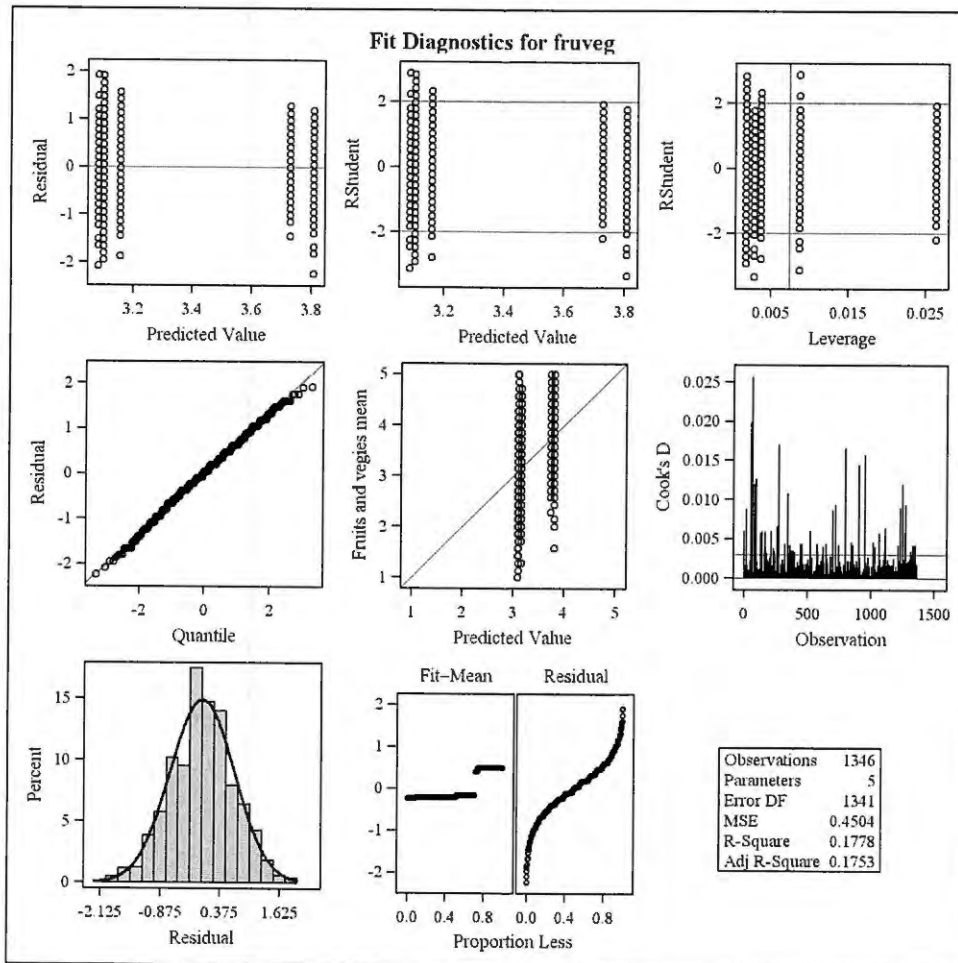 Fit Diagnostics for fruveg
2
1
0
-1
-2
Residual
3.2 3.4 3.6 3.8
Predicted Value
2
0
-2
RStudent
3.2 3.4 3.6 3.8
Predicted Value
2
0
-2
RStudent
0.005 0.015 0.025
Leverage
2
1
0
-1
-2
Residual
-2 0 2
Quantile
5
4
3
2
1
Fruits and vegies mean
1 2 3 4 5
Predicted Value
0.025
0.020
0.015
0.010
0.005
0.000
Cook's D
0 500 1000 1500
Observation
15
10
5
0
Percent
-2.125 -0.875 0.375 1.625
Residual
Fit–Mean Residual
2
1
0
-1
-2
0.0 0.4 0.8 0.0 0.4 0.8
Proportion Less
Observations 1346
Parameters 5
Error DF 1341
MSE 0.4504
R-Square 0.1778
Adj R-Square 0.1753